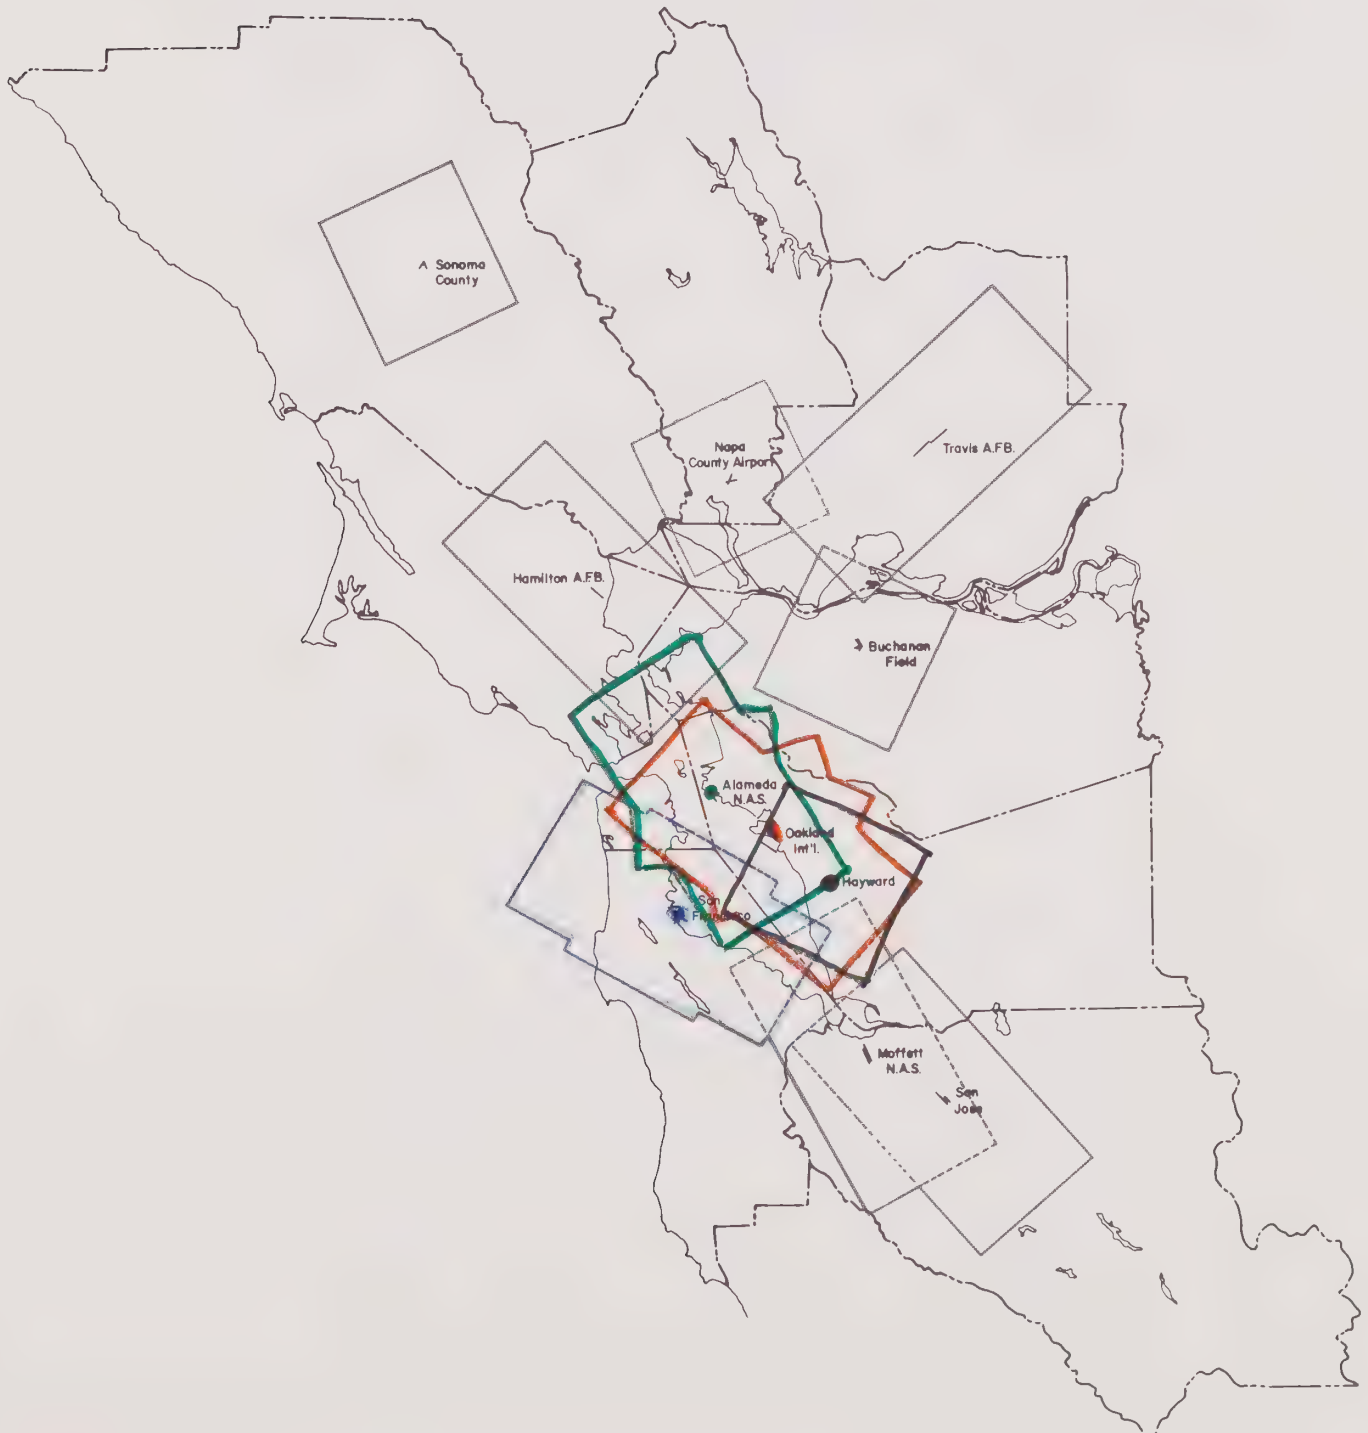 Sonoma
County
Napa
County Airport
Travis A.F.B.
Hamilton A.F.B.
Buchanan
Field
Alameda
N.A.S.
Oakland
Int'l.
Hayward
San
Francisco
Moffett
N.A.S.
San
Jose